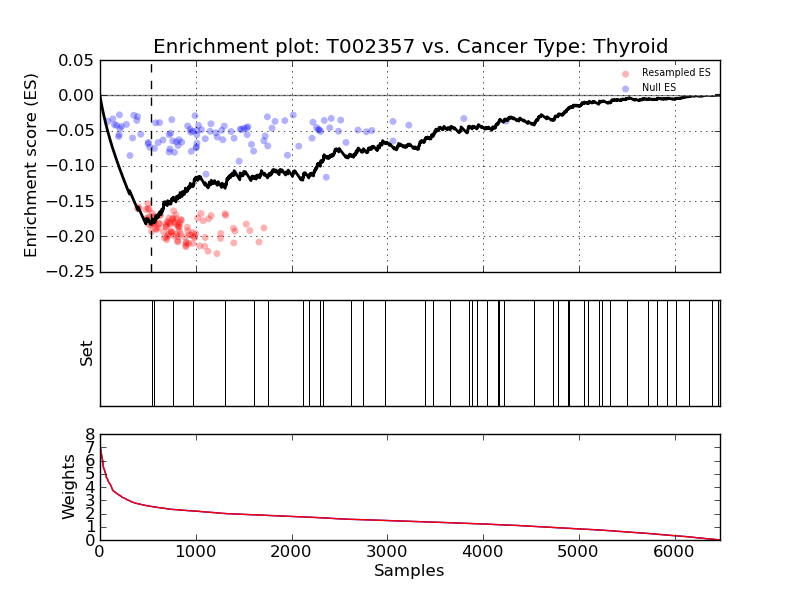 Enrichment plot: T002357 vs. Cancer Type: Thyroid
Enrichment score (ES)
0.05
0.00
−0.05
−0.10
−0.15
−0.20
−0.25
Resampled ES
Null ES
Set
Weights
8
7
6
5
4
3
2
1
0
0 1000 2000 3000 4000 5000 6000
Samples